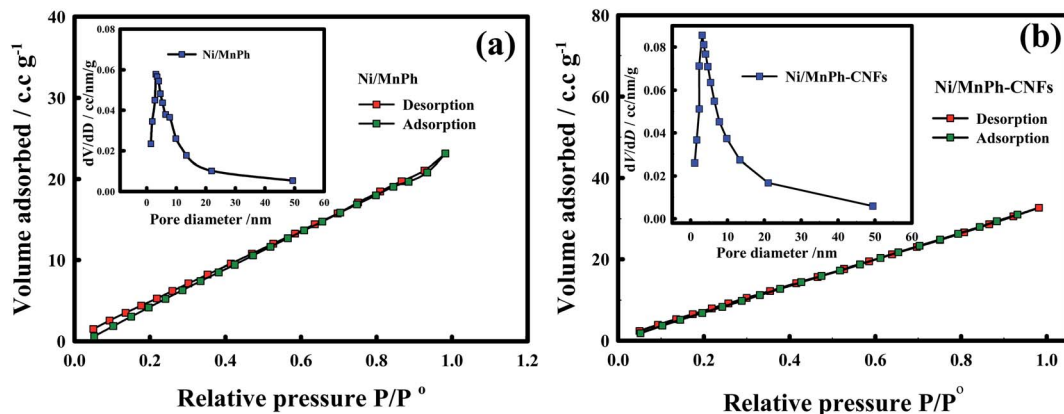 (a)
Volume adsorbed / c.c g-1
40
30
20
10
0
0.0 0.2 0.4 0.6 0.8 1.0 1.2
Relative pressure P/P o
Ni/MnPh
Desorption
Adsorption
dV/dD / cc/nm/g
0.08
0.06
0.04
0.02
0.00
0 10 20 30 40 50 60
Pore diameter /nm
Ni/MnPh
(b)
Volume adsorbed / c.c g-1
80
60
40
20
0
0.0 0.2 0.4 0.6 0.8 1.0
Relative pressure P/Po
Ni/MnPh-CNFs
Desorption
Adsorption
dV/dD / cc/nm/g
0.08
0.06
0.04
0.02
0.00
0 10 20 30 40 50 60
Pore diameter /nm
Ni/MnPh-CNFs